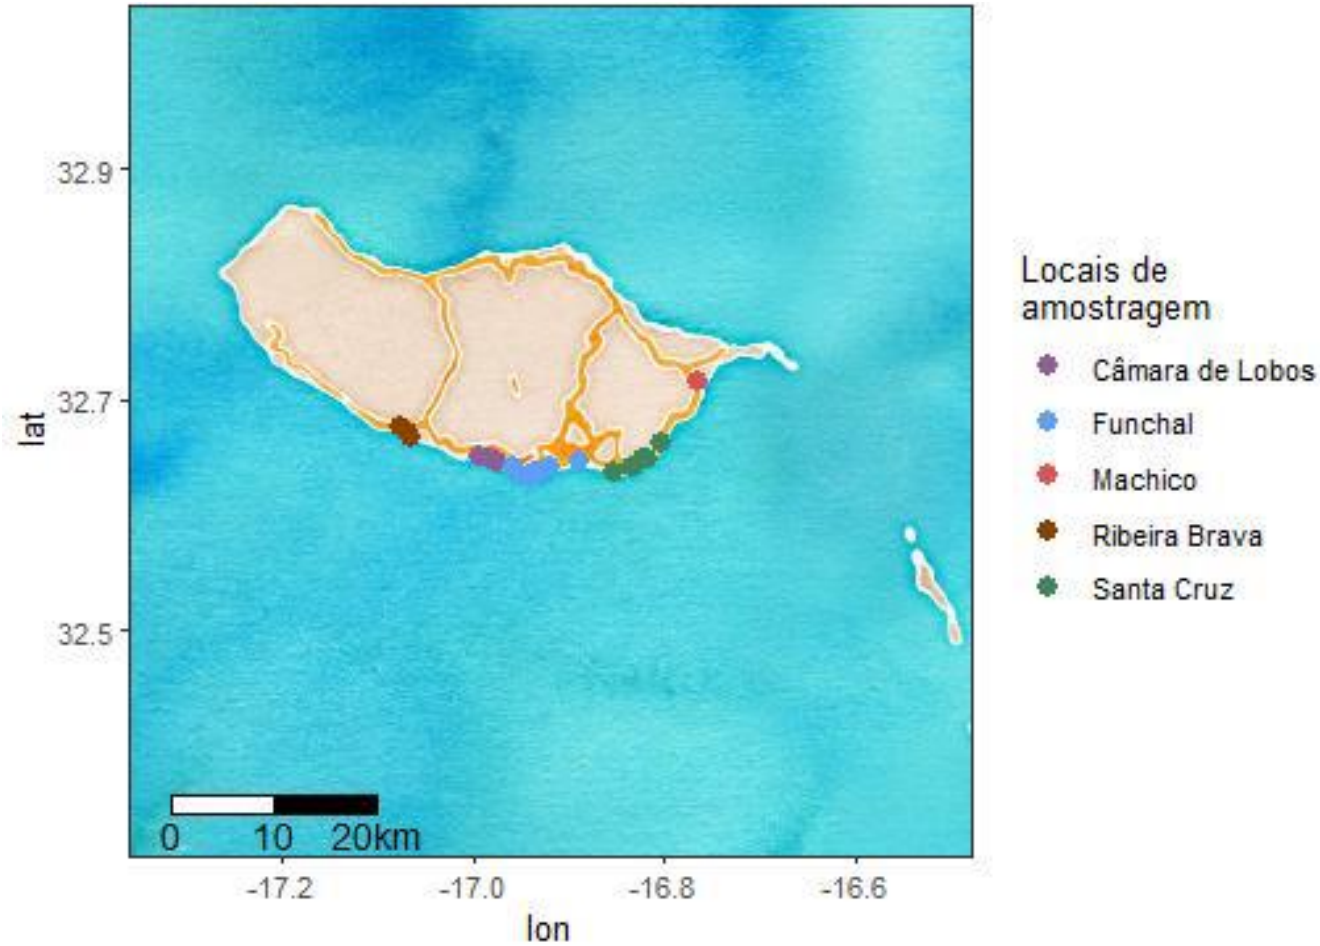 32.9
32.7
32.5
lat
0 10 20km
-17.2 -17.0 -16.8 -16.6
lon
Locais de
amostragem
Câmara de Lobos
Funchal
Machico
Ribeira Brava
Santa Cruz